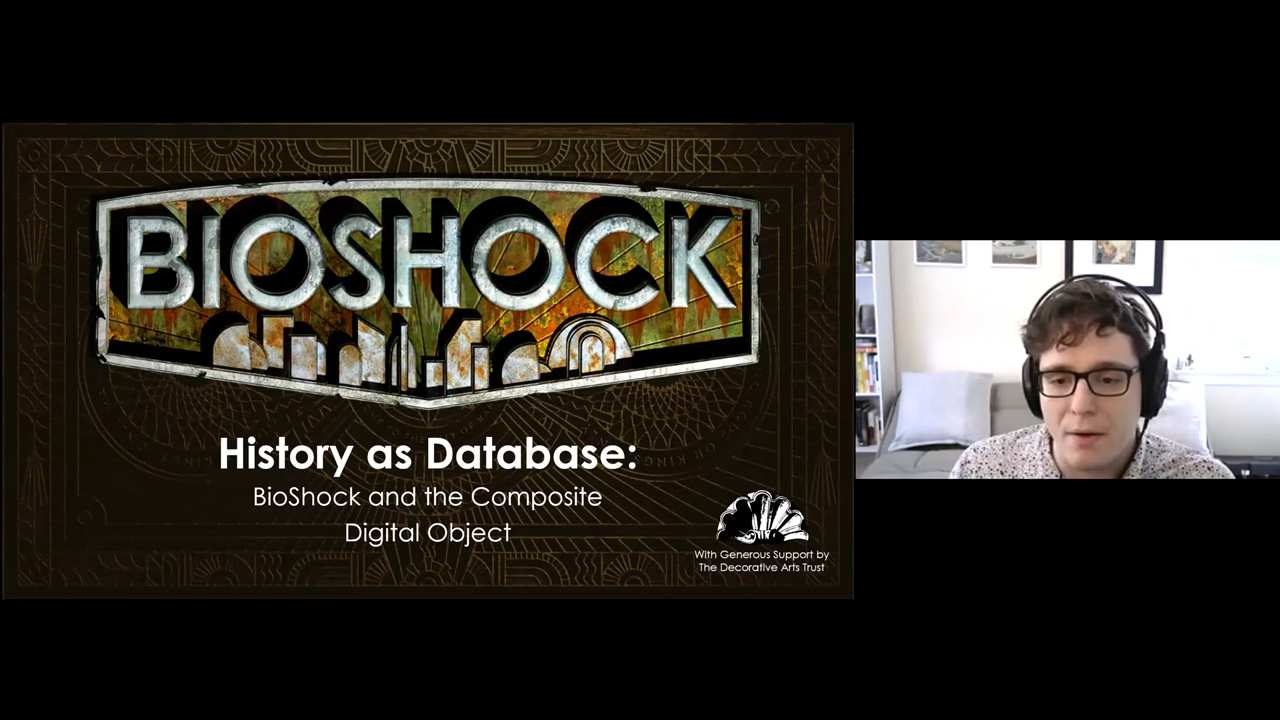 BIOSHOCK
History as Database:
BioShock and the Composite
Digital Object
With Generous Support by
The Decorative Arts Trust